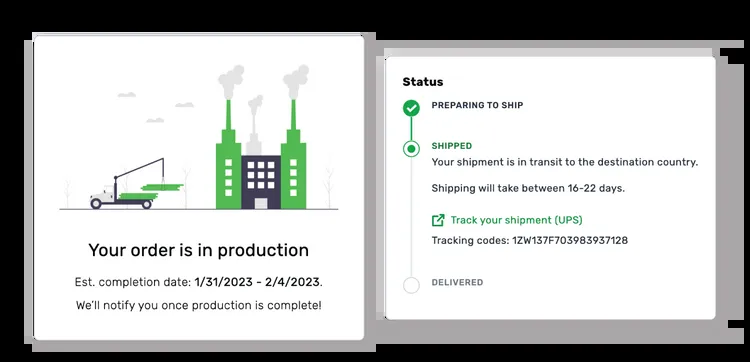 Your order is in production
Est. completion date: 1/31/2023 - 2/4/2023.
We'll notify you once production is complete!
Status
PREPARING TO SHIP
SHIPPED
Your shipment is in transit to the destination country.
Shipping will take between 16-22 days.
Track your shipment (UPS)
Tracking codes: 1ZW137F703983937128
DELIVERED